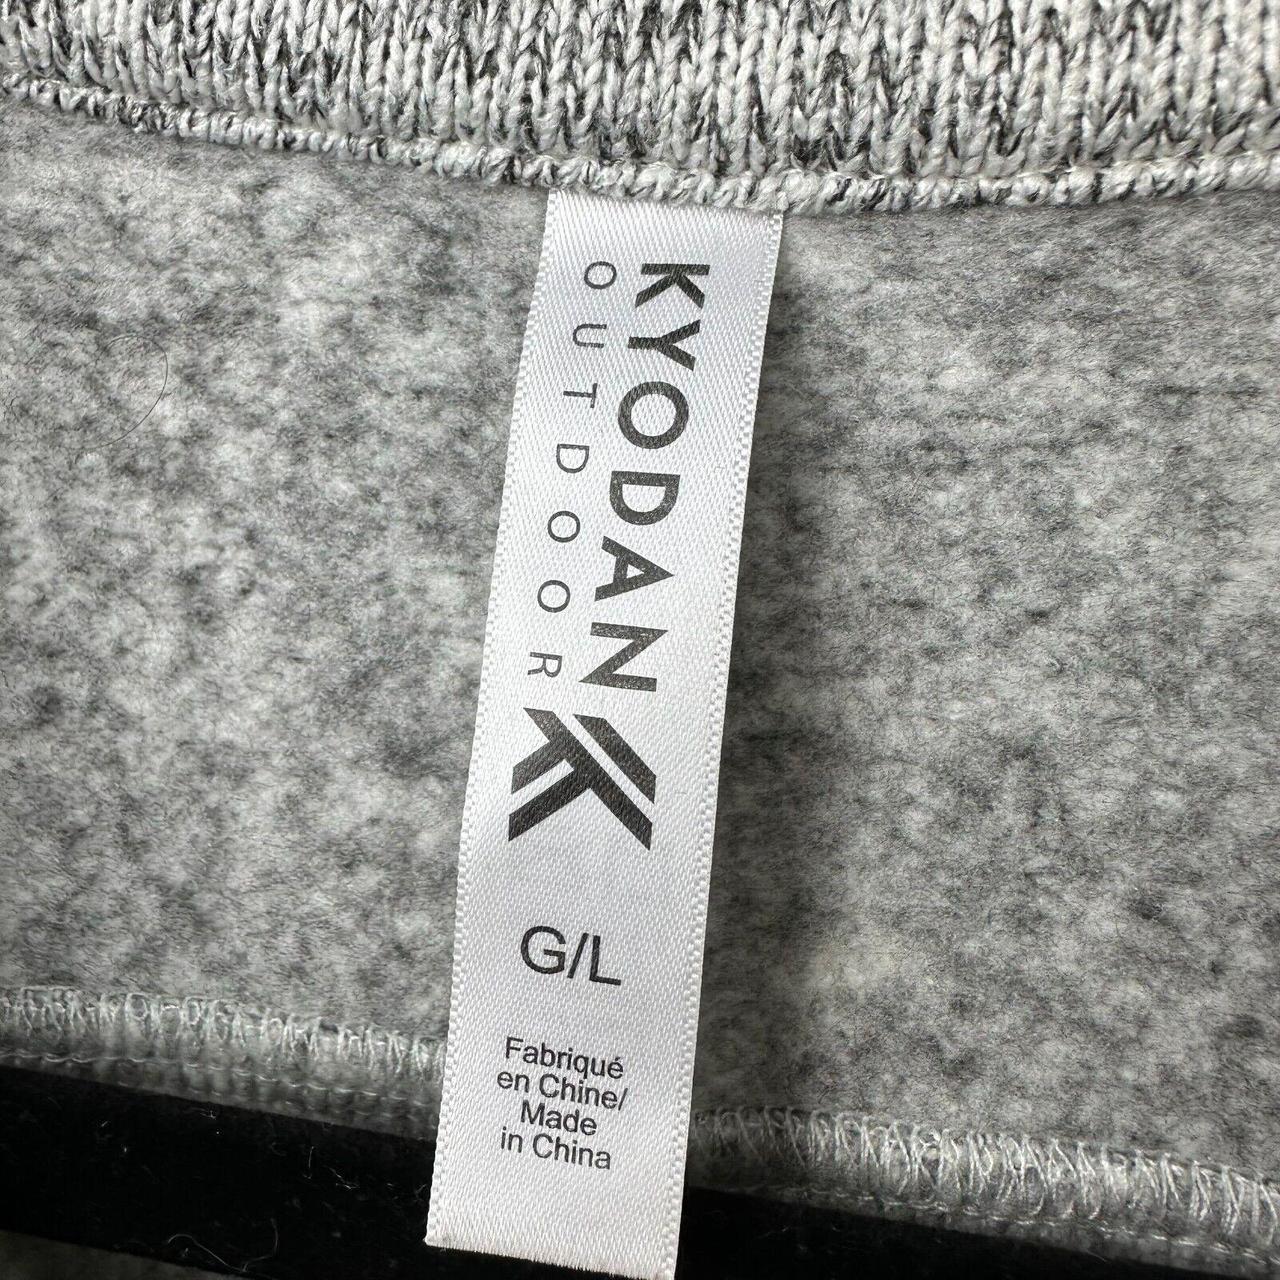 KYODAN
OUTDOOR
G/L
Fabriqué
en Chine/
Made
in China